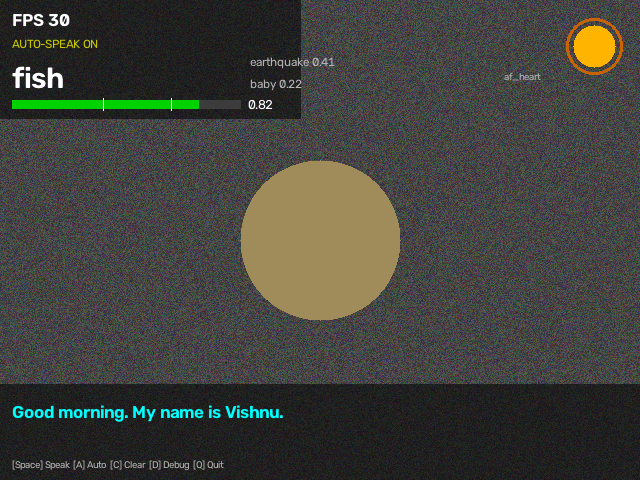 FPS 30
AUTO-SPEAK ON
earthquake 0.41
fish
af_heart
baby 0.22
0.82
Good morning. My name is Vishnu.
[Space] Speak [A] Auto [C] Clear [D] Debug [Q] Quit